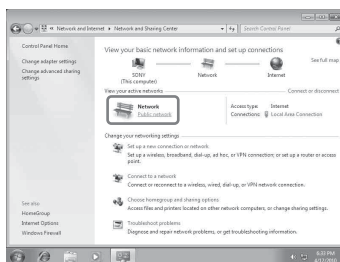 Network and Internet ▸ Network and Sharing Center
Search Control Panel
Control Panel Home
Change adapter settings
Change advanced sharing
settings
View your basic network information and set up connections
See full map
SONY
(This computer)
Network
Internet
View your active networks
Connect or disconnect
Network
Public network
Access type: Internet
Connections: Local Area Connection
Change your networking settings
Set up a new connection or network
Set up a wireless, broadband, dial-up, ad hoc, or VPN connection; or set up a router or access
point.
Connect to a network
Connect or reconnect to a wireless, wired, dial-up, or VPN network connection.
Choose homegroup and sharing options
Access files and printers located on other network computers, or change sharing settings.
Troubleshoot problems
Diagnose and repair network problems, or get troubleshooting information.
See also
HomeGroup
Internet Options
Windows Firewall